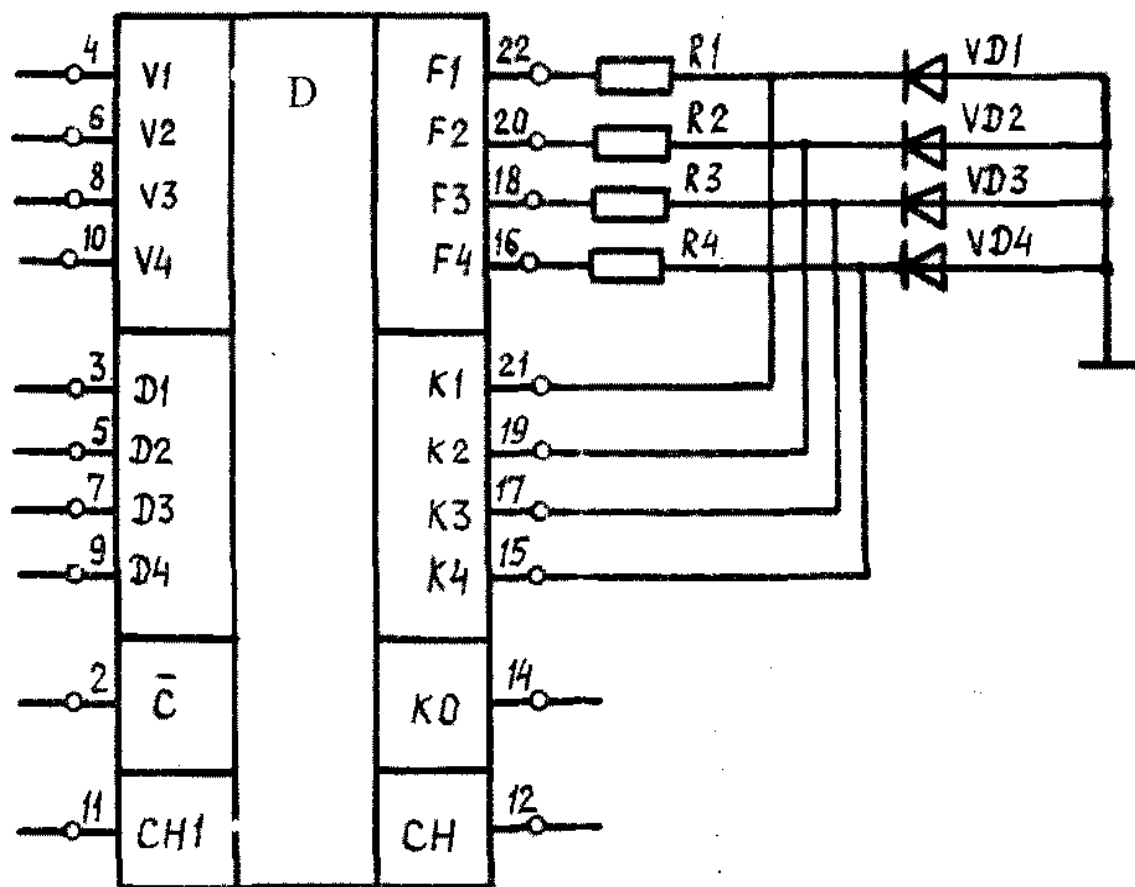 4 V1 D F1 22 R1 VD1
6 V2 F2 20 R2 VD2
8 V3 F3 18 R3 VD3
10 V4 F4 16 R4 VD4
3 D1 K1 21
5 D2 K2 19
7 D3 K3 17
9 D4 K4 15
2 C̄ KO 14
11 CH1 CH 12